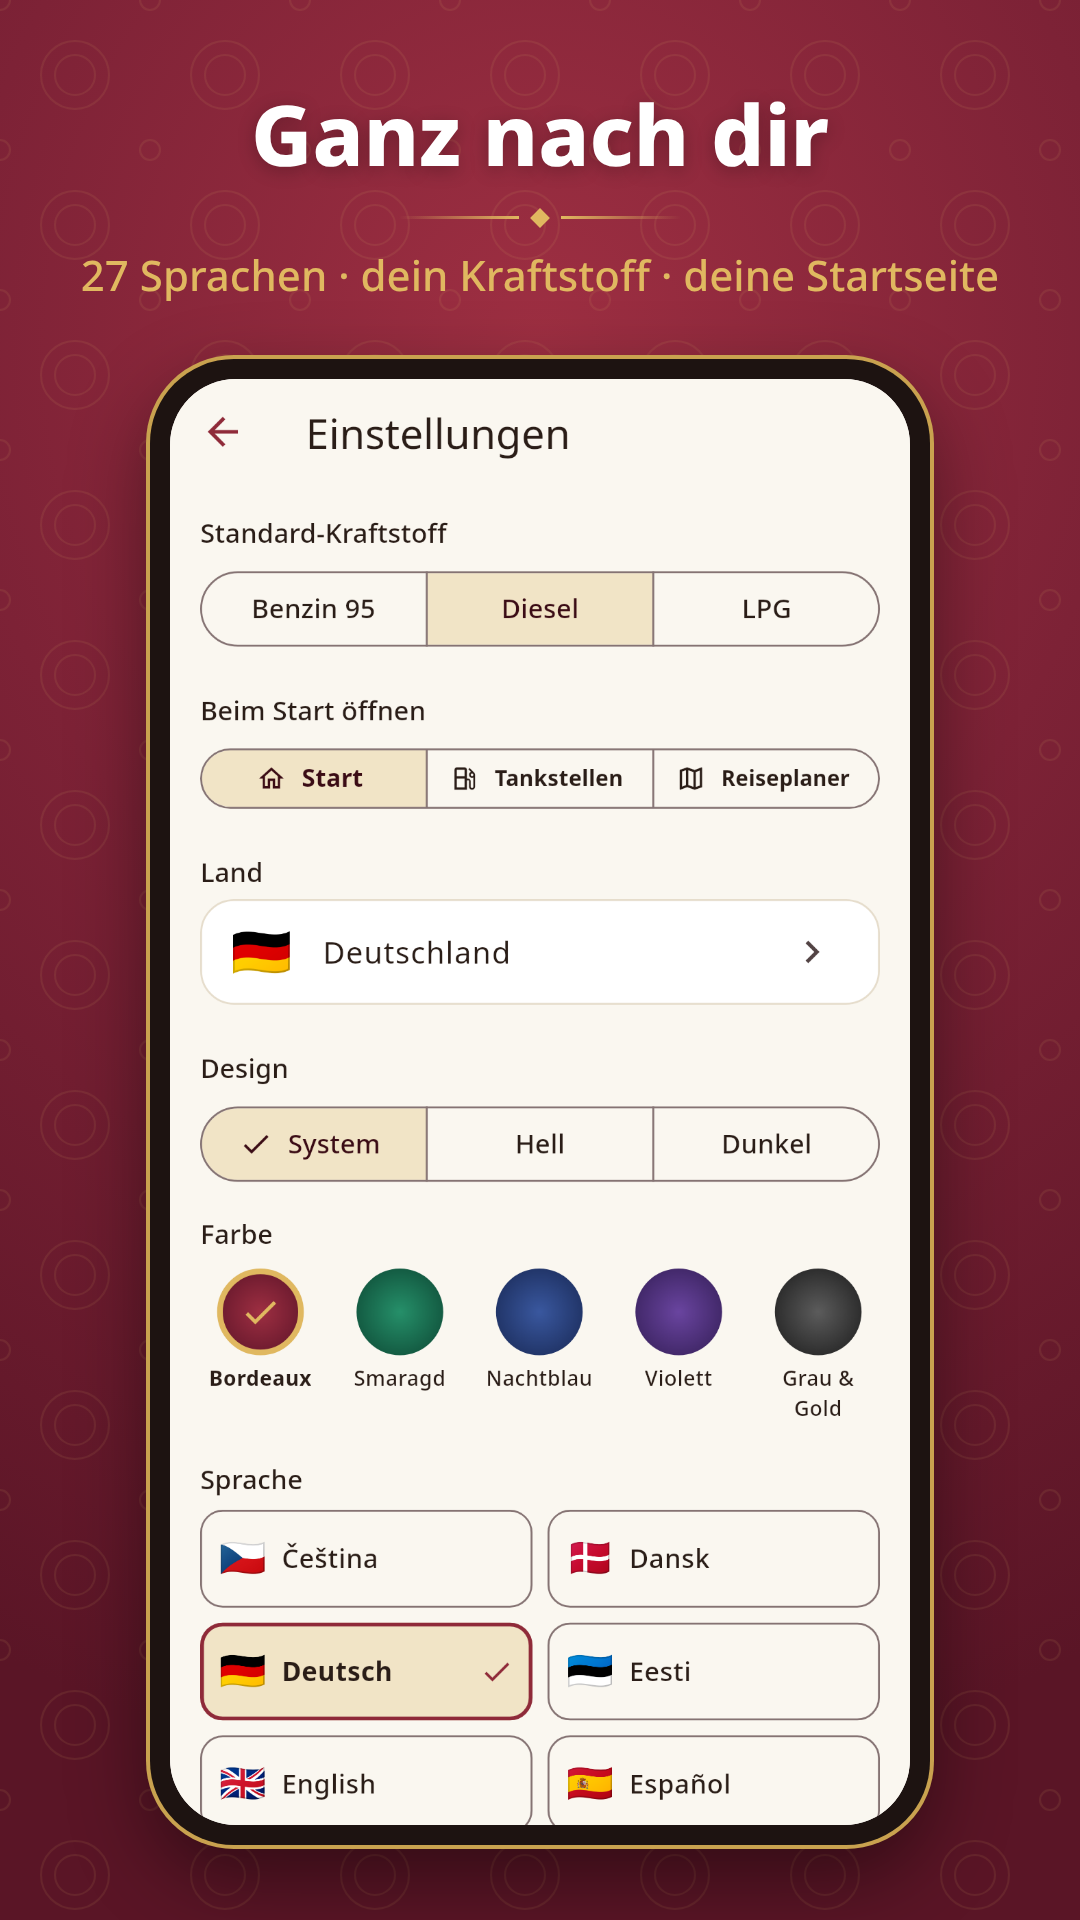 Ganz nach dir
27 Sprachen · dein Kraftstoff · deine Startseite
Einstellungen
Standard-Kraftstoff
Benzin 95 Diesel LPG
Beim Start öffnen
Start Tankstellen Reiseplaner
Land
Deutschland
Design
System Hell Dunkel
Farbe
Bordeaux Smaragd Nachtblau Violett Grau &
Gold
Sprache
Čeština Dansk
Deutsch Eesti
English Español